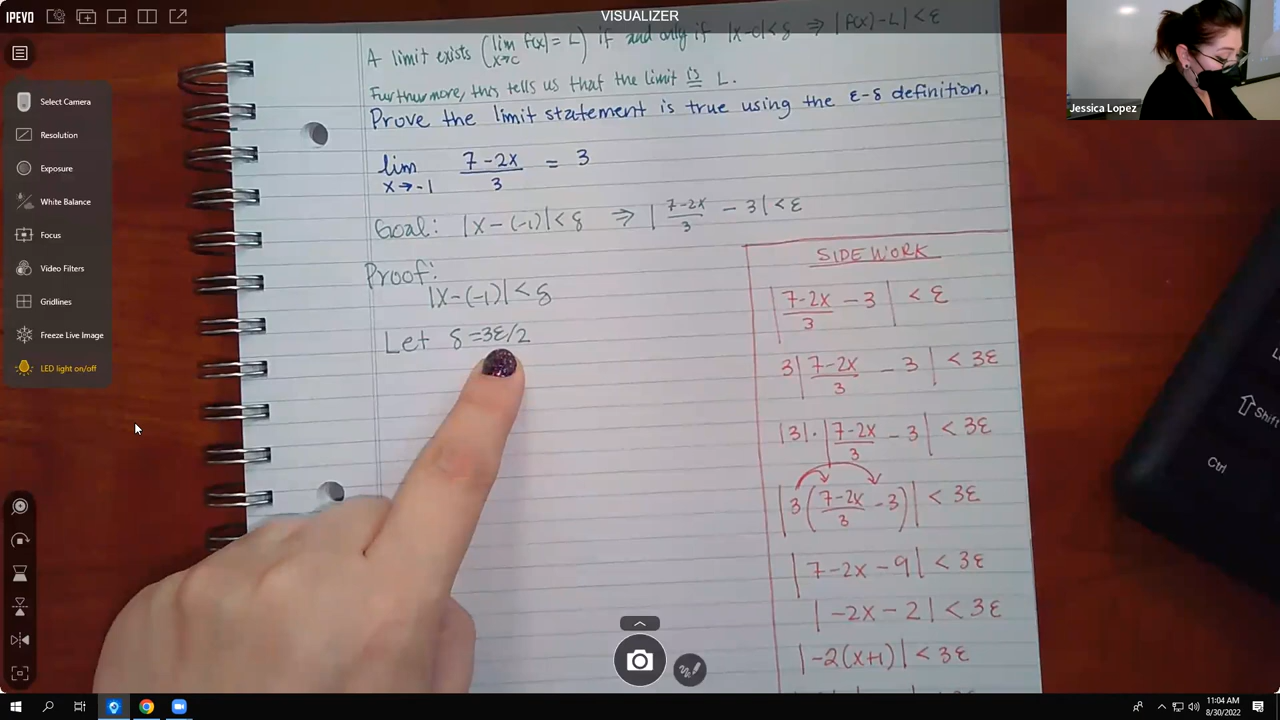 IPEVO
VISUALIZER
Select Camera
Resolution
Exposure
White Balance
Focus
Video Filters
Gridlines
Freeze Live Image
LED light on/off
Jessica Lopez
A limit exists (lim x→c f(x) = L) if and only if |x-c|<δ ⇒ |f(x)-L|<ε
Furthermore, this tells us that the limit is L.
Prove the limit statement is true using the ε-δ definition.
lim x→-1 7-2x/3 = 3
Goal: |x-(-1)|<δ ⇒ |7-2x/3 - 3|<ε
Proof:
|x-(-1)|<δ
Let δ=3ε/2
SIDE WORK
|7-2x/3 - 3| < ε
3|7-2x/3 - 3| < 3ε
|3|·|7-2x/3 - 3| < 3ε
|3(7-2x/3 - 3)| < 3ε
|7-2x-9| < 3ε
|-2x-2| < 3ε
|-2(x+1)| < 3ε
Shift
Ctrl
11:04 AM
8/30/2022